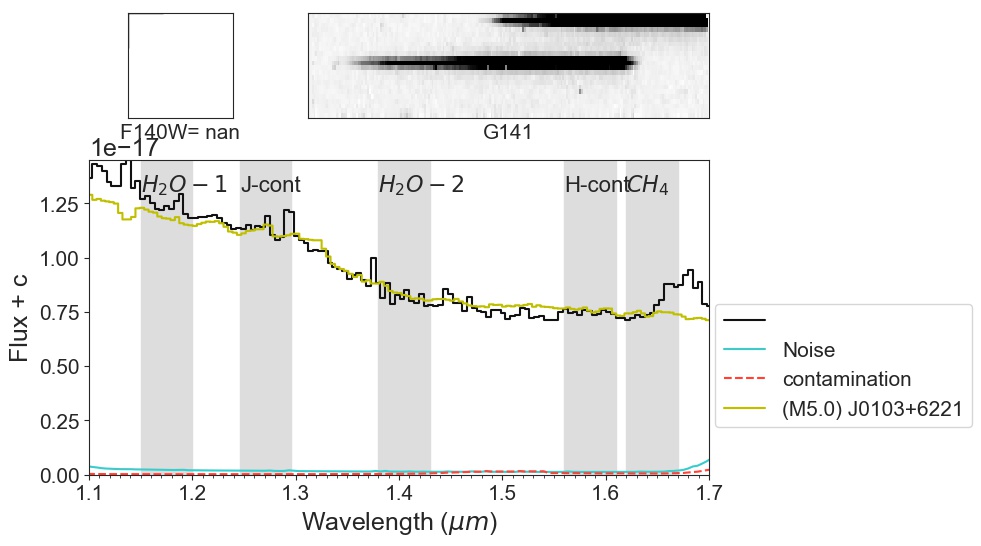 F140W= nan
G141
1e−17
H₂O − 1
J-cont
H₂O − 2
H-cont
CH₄
1.25
1.00
0.75
0.50
0.25
0.00
Flux + c
1.1
1.2
1.3
1.4
1.5
1.6
1.7
Wavelength (μm)
Noise
contamination
(M5.0) J0103+6221